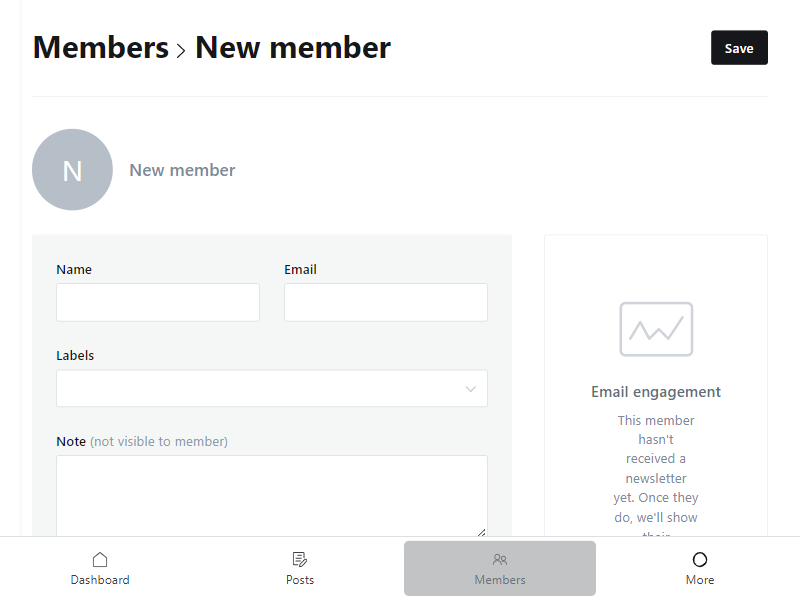 Members > New member
Save
N
New member
Name
Email
Labels
Note (not visible to member)
Email engagement
This member
hasn't
received a
newsletter
yet. Once they
do, we'll show
their
Dashboard
Posts
Members
More